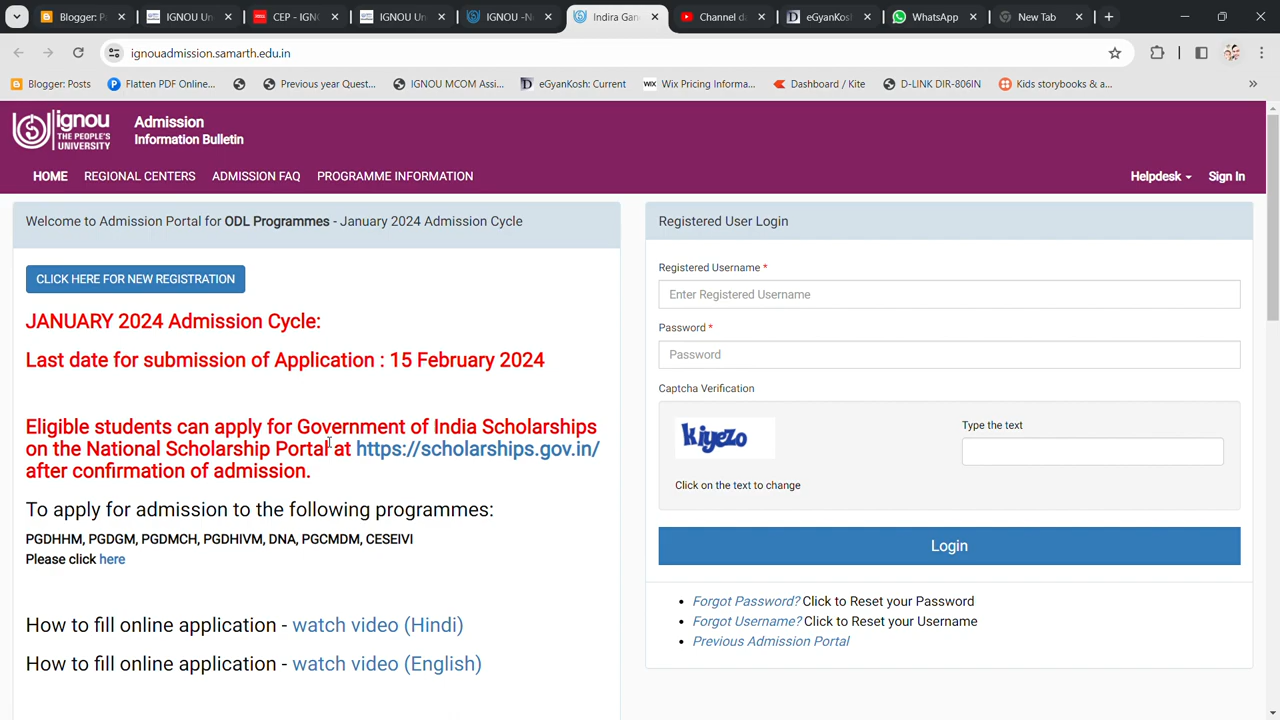 Blogger: P
IGNOU Un
CEP - IGN
IGNOU Un
IGNOU -N
Indira Gan
Channel d
eGyanKosh
WhatsApp
New Tab
ignouadmission.samarth.edu.in
Blogger: Posts
Flatten PDF Online...
Previous year Quest...
IGNOU MCOM Assi...
eGyanKosh: Current
Wix Pricing Informa...
Dashboard / Kite
D-LINK DIR-806IN
Kids storybooks & a...
ignou
THE PEOPLE'S
UNIVERSITY
Admission
Information Bulletin
HOME REGIONAL CENTERS ADMISSION FAQ PROGRAMME INFORMATION
Helpdesk Sign In
Welcome to Admission Portal for ODL Programmes - January 2024 Admission Cycle
CLICK HERE FOR NEW REGISTRATION
JANUARY 2024 Admission Cycle:
Last date for submission of Application : 15 February 2024
Eligible students can apply for Government of India Scholarships
on the National Scholarship Portal at https://scholarships.gov.in/
after confirmation of admission.
To apply for admission to the following programmes:
PGDHHM, PGDGM, PGDMCH, PGDHIVM, DNA, PGCMDM, CESEIVI
Please click here
How to fill online application - watch video (Hindi)
How to fill online application - watch video (English)
Registered User Login
Registered Username *
Enter Registered Username
Password *
Password
Captcha Verification
kiyezo
Type the text
Click on the text to change
Login
Forgot Password? Click to Reset your Password
Forgot Username? Click to Reset your Username
Previous Admission Portal